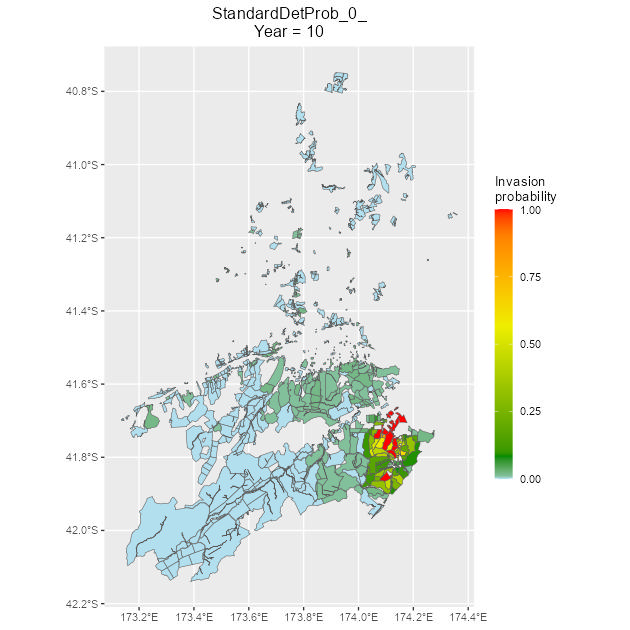 StandardDetProb_0_
Year = 10
40.8°S
41.0°S
41.2°S
41.4°S
41.6°S
41.8°S
42.0°S
42.2°S
173.2°E
173.4°E
173.6°E
173.8°E
174.0°E
174.2°E
174.4°E
Invasion
probability
1.00
0.75
0.50
0.25
0.00